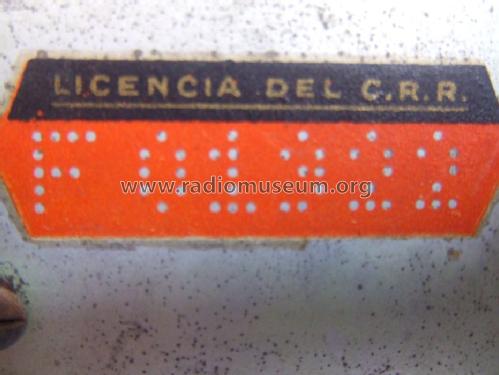 LICENCIA DEL C.R.R.
F
www.radiomuseum.org